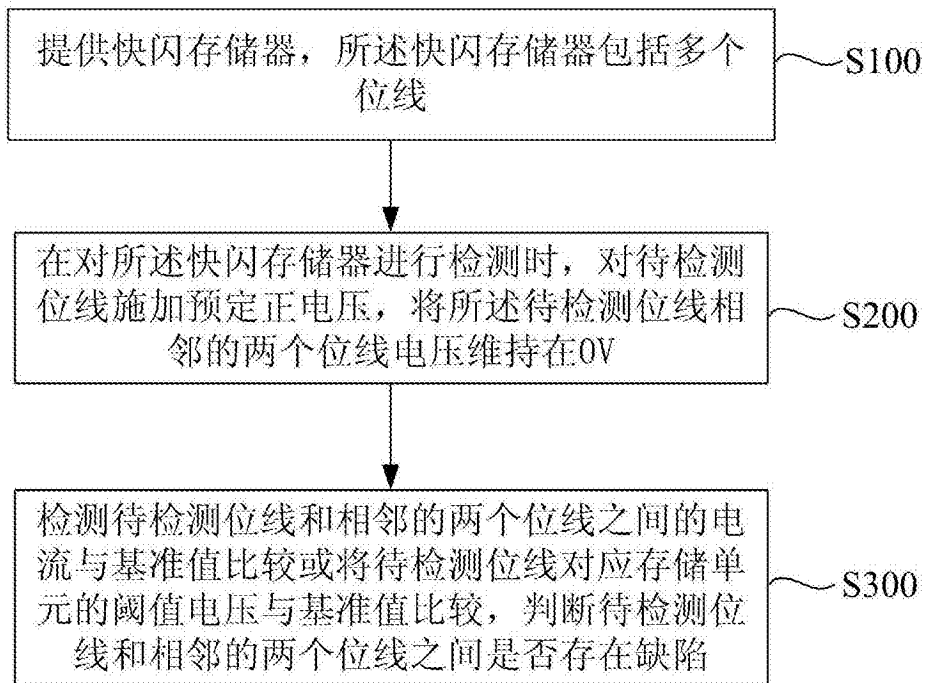 提供快闪存储器，所述快闪存储器包括多个
位线
S100
在对所述快闪存储器进行检测时，对待检测
位线施加预定正电压，将所述待检测位线相
邻的两个位线电压维持在0V
S200
检测待检测位线和相邻的两个位线之间的电
流与基准值比较或将待检测位线对应存储单
元的阈值电压与基准值比较，判断待检测位
线和相邻的两个位线之间是否存在缺陷
S300